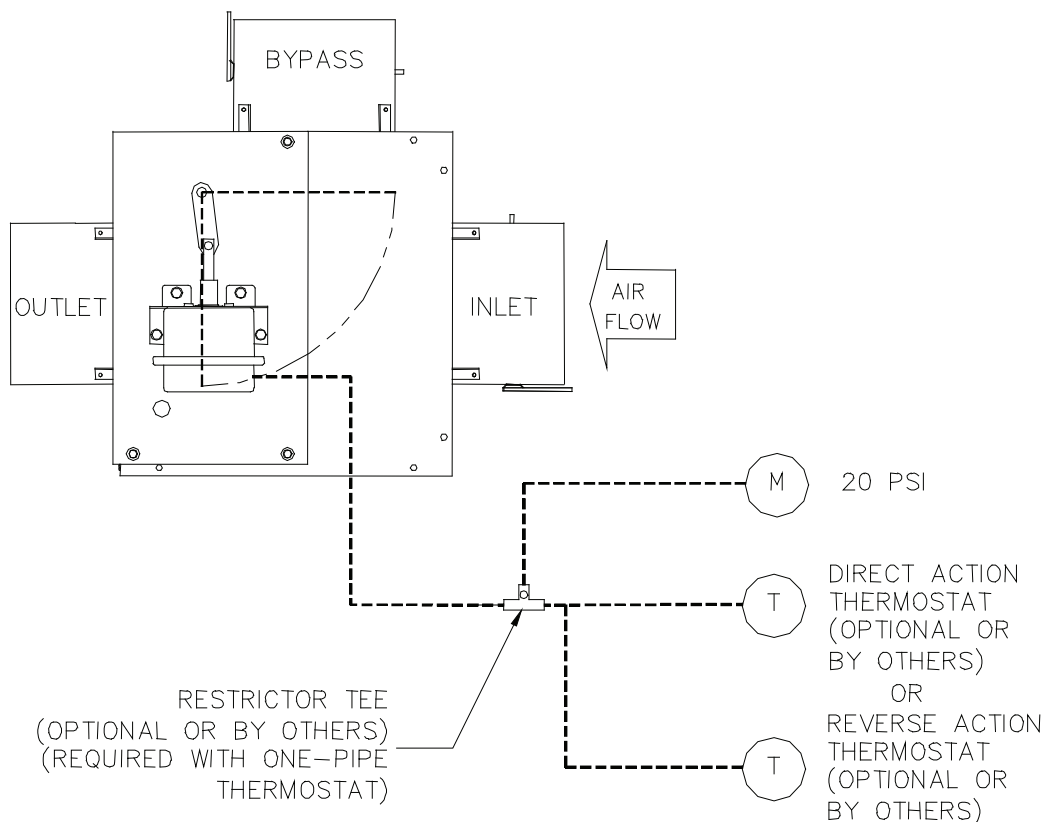 BYPASS
OUTLET
INLET
AIR
FLOW
M
20 PSI
T
DIRECT ACTION
THERMOSTAT
(OPTIONAL OR
BY OTHERS)
OR
REVERSE ACTION
THERMOSTAT
(OPTIONAL OR
BY OTHERS)
T
RESTRICTOR TEE
(OPTIONAL OR BY OTHERS)
(REQUIRED WITH ONE-PIPE
THERMOSTAT)